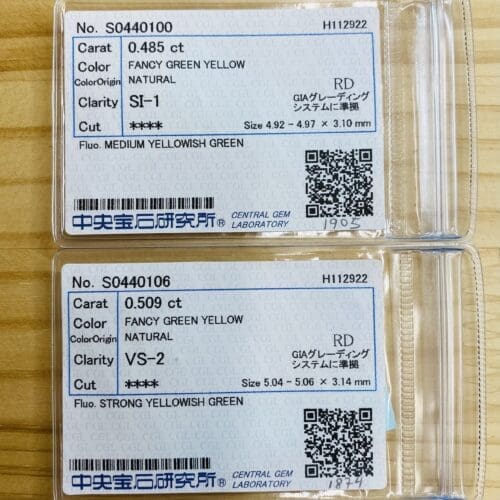 No. S0440100 H112922
Carat 0.485 ct
Color FANCY GREEN YELLOW
ColorOrigin NATURAL RD
Clarity SI-1 GIAグレーディング
システムに準拠
Cut **** Size 4.92 - 4.97 × 3.10 mm
Fluo. MEDIUM YELLOWISH GREEN
中央宝石研究所® CENTRAL GEM
LABORATORY 1905
No. S0440106 H112922
Carat 0.509 ct
Color FANCY GREEN YELLOW
ColorOrigin NATURAL RD
Clarity VS-2 GIAグレーディング
システムに準拠
Cut **** Size 5.04 - 5.06 × 3.14 mm
Fluo. STRONG YELLOWISH GREEN
中央宝石研究所® CENTRAL GEM
LABORATORY 1874